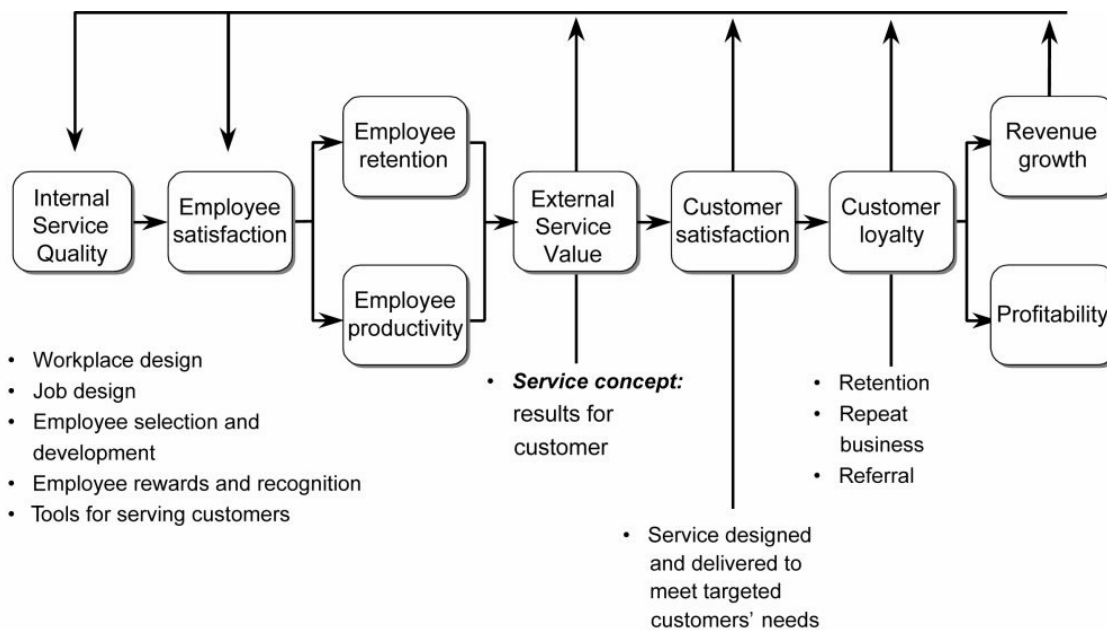 Employee
retention
Revenue
growth
Internal
Service
Quality
Employee
satisfaction
External
Service
Value
Customer
satisfaction
Customer
loyalty
Employee
productivity
Profitability
• Workplace design
• Job design
• Employee selection and
development
• Employee rewards and recognition
• Tools for serving customers
• Service concept:
results for
customer
• Retention
• Repeat
business
• Referral
• Service designed
and delivered to
meet targeted
customers’ needs